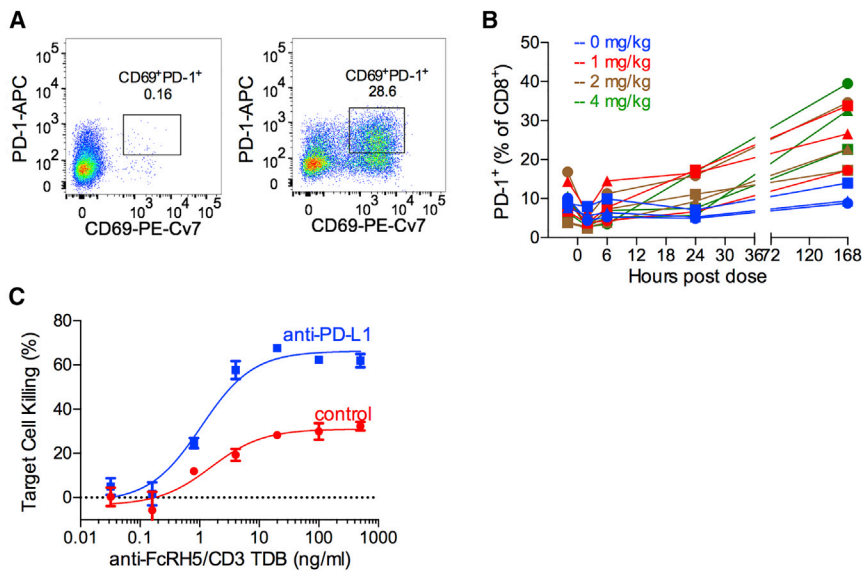 A
PD-1-APC
10⁵
10⁴
10³
10²
0
CD69⁺PD-1⁺
0.16
0 10³ 10⁴ 10⁵
CD69-PE-Cv7
PD-1-APC
10⁵
10⁴
10³
10²
0
CD69⁺PD-1⁺
28.6
0 10³ 10⁴ 10⁵
CD69-PE-Cv7
B
PD-1⁺ (% of CD8⁺)
50
40
30
20
10
0
0 mg/kg
1 mg/kg
2 mg/kg
4 mg/kg
0 6 12 18 24 30 36 72 120 168
Hours post dose
C
Target Cell Killing (%)
80
60
40
20
0
anti-PD-L1
control
0.01 0.1 1 10 100 1000
anti-FcRH5/CD3 TDB (ng/ml)